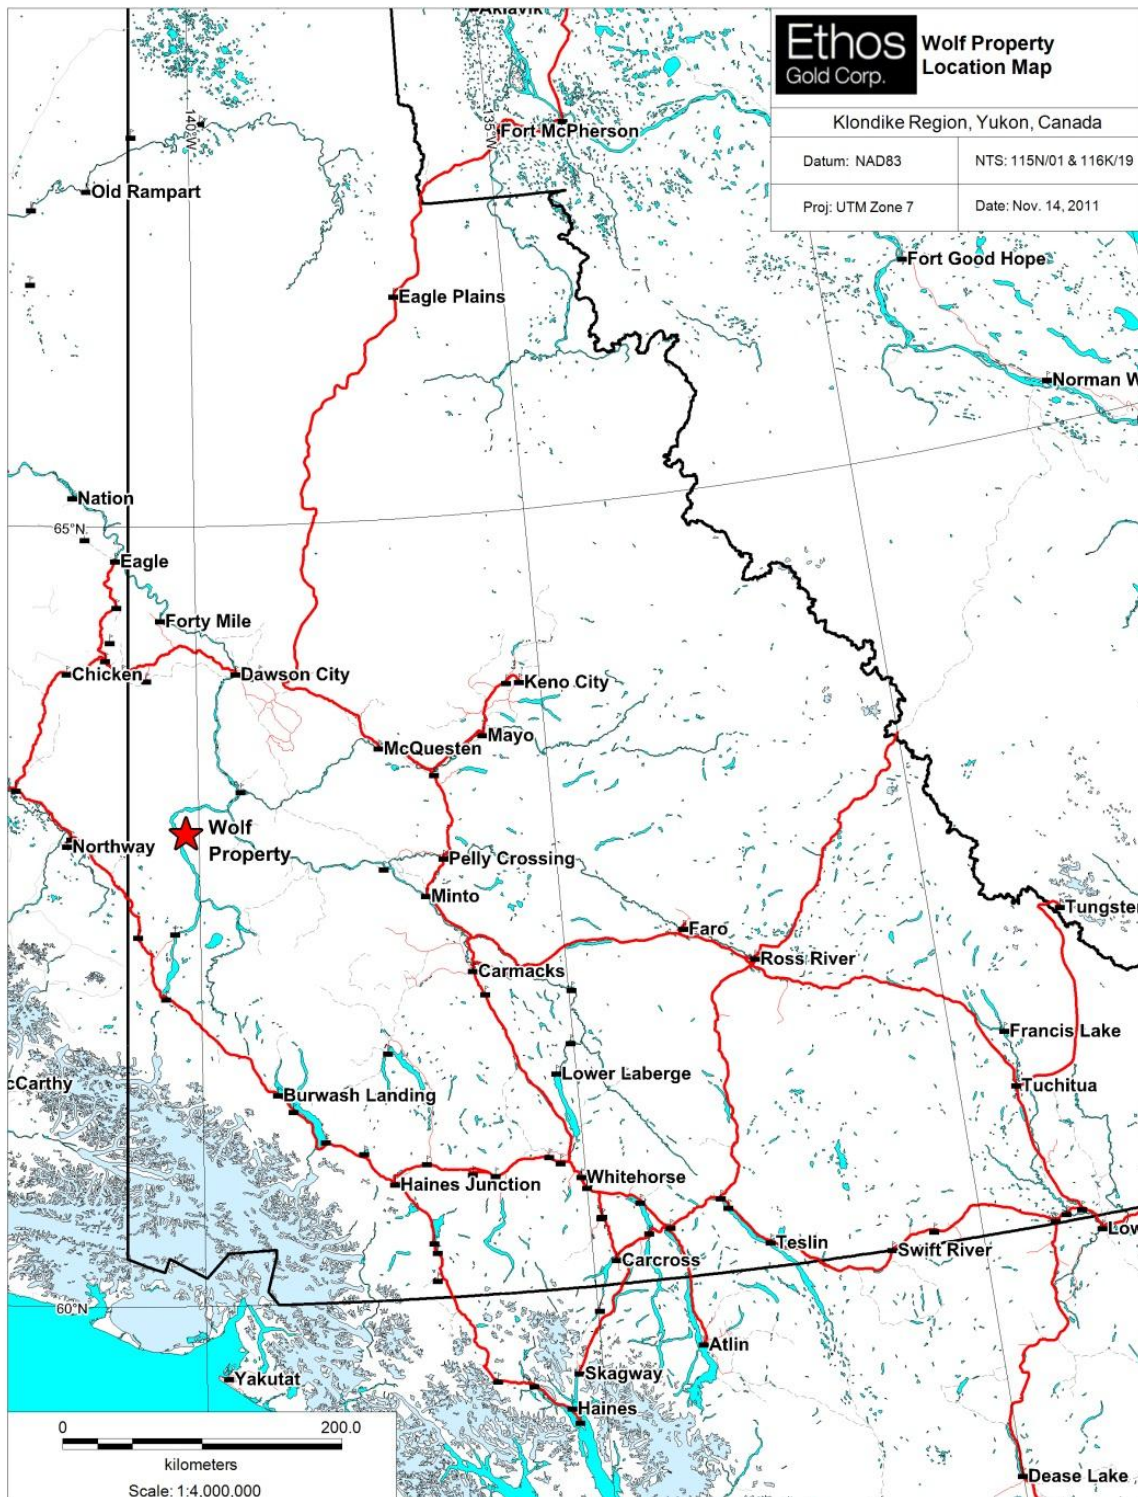 Aklavik
Ethos
Gold Corp.
Wolf Property
Location Map
Klondike Region, Yukon, Canada
Datum: NAD83
NTS: 115N/01 & 116K/19
Proj: UTM Zone 7
Date: Nov. 14, 2011
140°W
135°W
Fort McPherson
Old Rampart
Fort Good Hope
Eagle Plains
Norman W
Nation
65°N
Eagle
Forty Mile
Chicken
Dawson City
Keno City
Mayo
McQuesten
Wolf
Property
Northway
Pelly Crossing
Minto
Tungsten
Faro
Ross River
Carmacks
Francis Lake
Lower Laberge
cCarthy
Tuchitua
Burwash Landing
Whitehorse
Haines Junction
Low
Teslin
Swift River
Carcross
60°N
Atlin
Skagway
Yakutat
Haines
0
200.0
kilometers
Scale: 1:4,000,000
Dease Lake